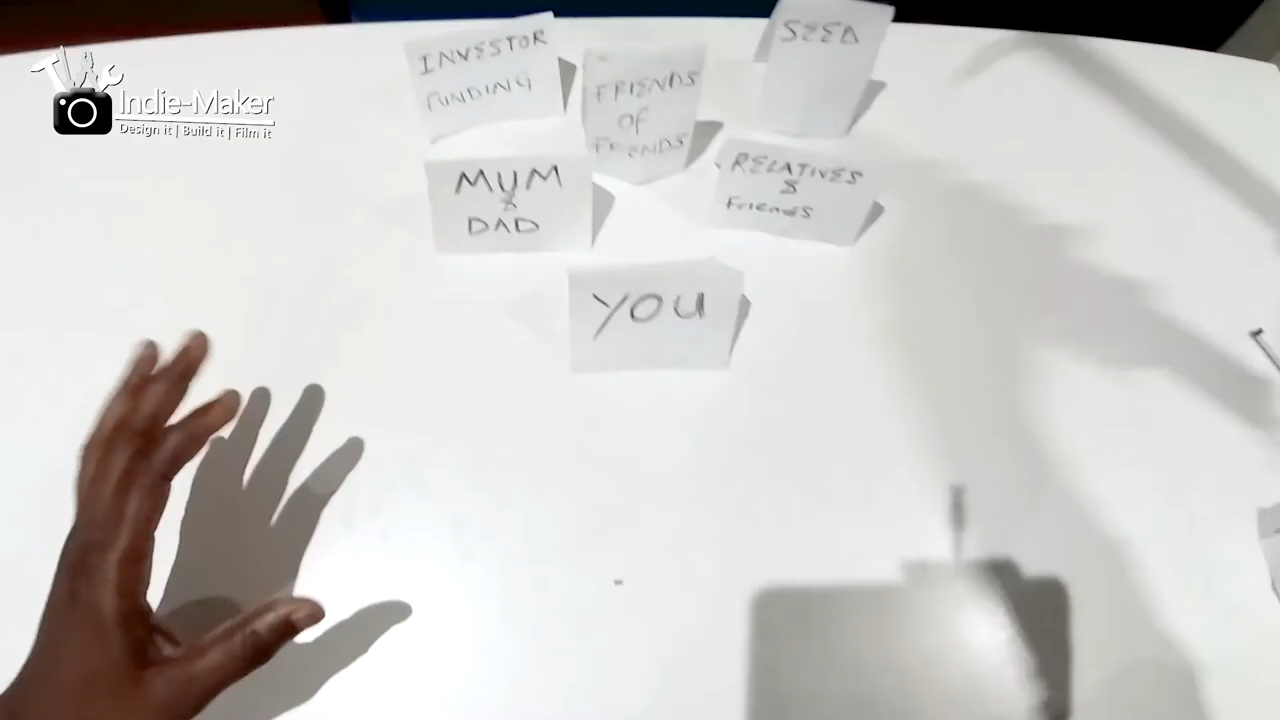 Indie-Maker
Design it | Build it | Film it
INVESTOR
FUNDING
FRIENDS
of
FRIENDS
SEED
MUM
&
DAD
RELATIVES
&
Friends
YOU